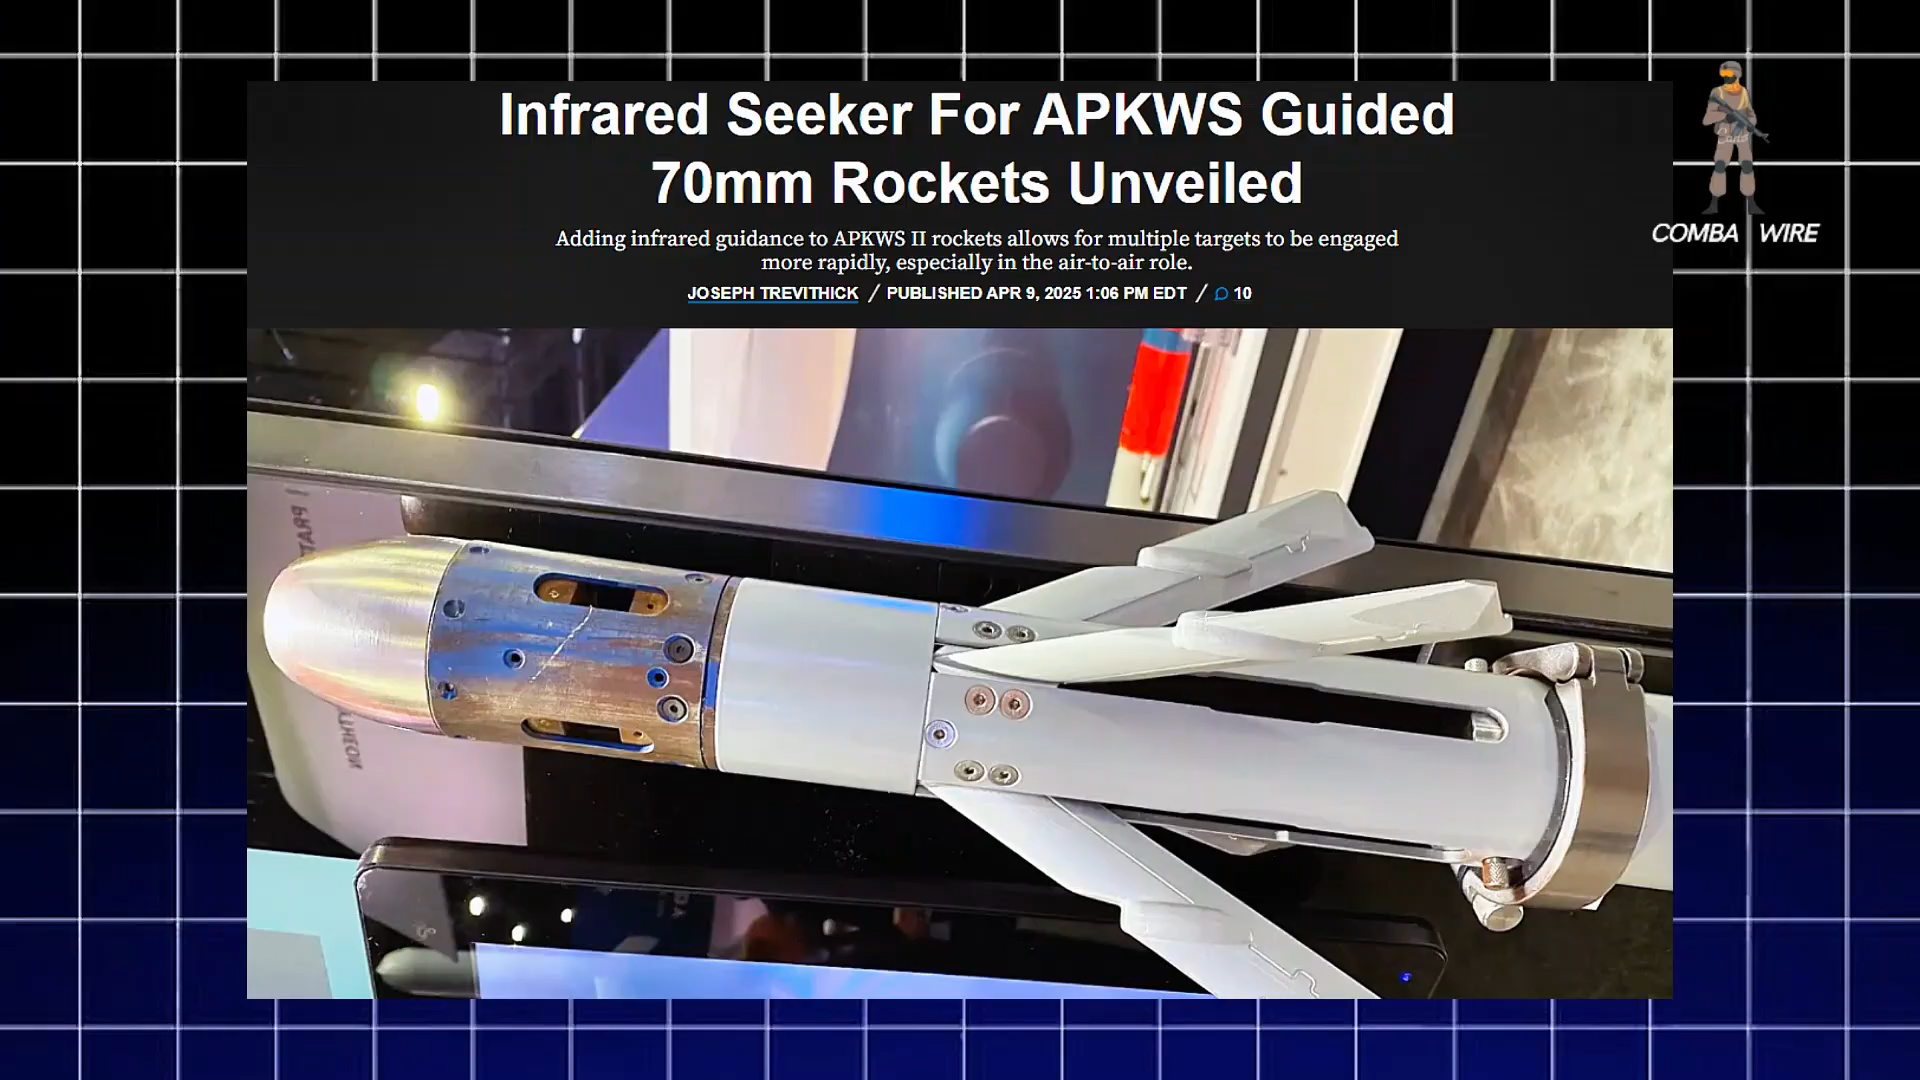 Infrared Seeker For APKWS Guided
70mm Rockets Unveiled
Adding infrared guidance to APKWS II rockets allows for multiple targets to be engaged
more rapidly, especially in the air-to-air role.
JOSEPH TREVITHICK / PUBLISHED APR 9, 2025 1:06 PM EDT / 10
COMBA WIRE